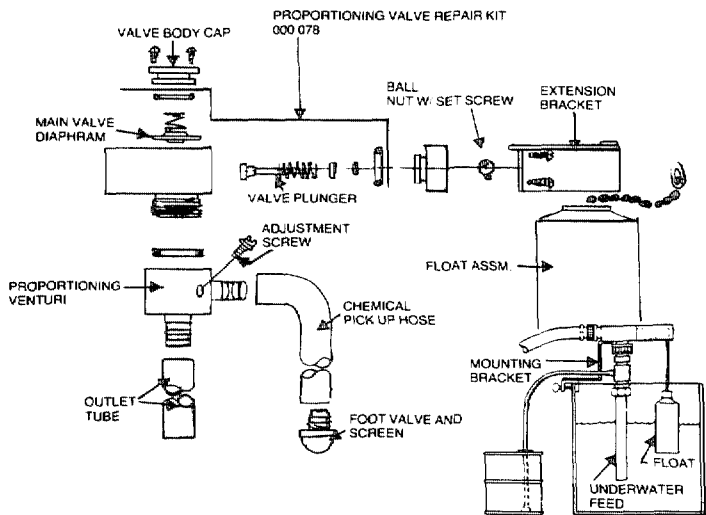 PROPORTIONING VALVE REPAIR KIT
000 078
VALVE BODY CAP
BALL
NUT W/ SET SCREW
EXTENSION
BRACKET
MAIN VALVE
DIAPHRAM
VALVE PLUNGER
ADJUSTMENT
SCREW
FLOAT ASSM.
PROPORTIONING
VENTURI
CHEMICAL
PICK UP HOSE
MOUNTING
BRACKET
OUTLET
TUBE
FOOT VALVE AND
SCREEN
FLOAT
UNDERWATER
FEED